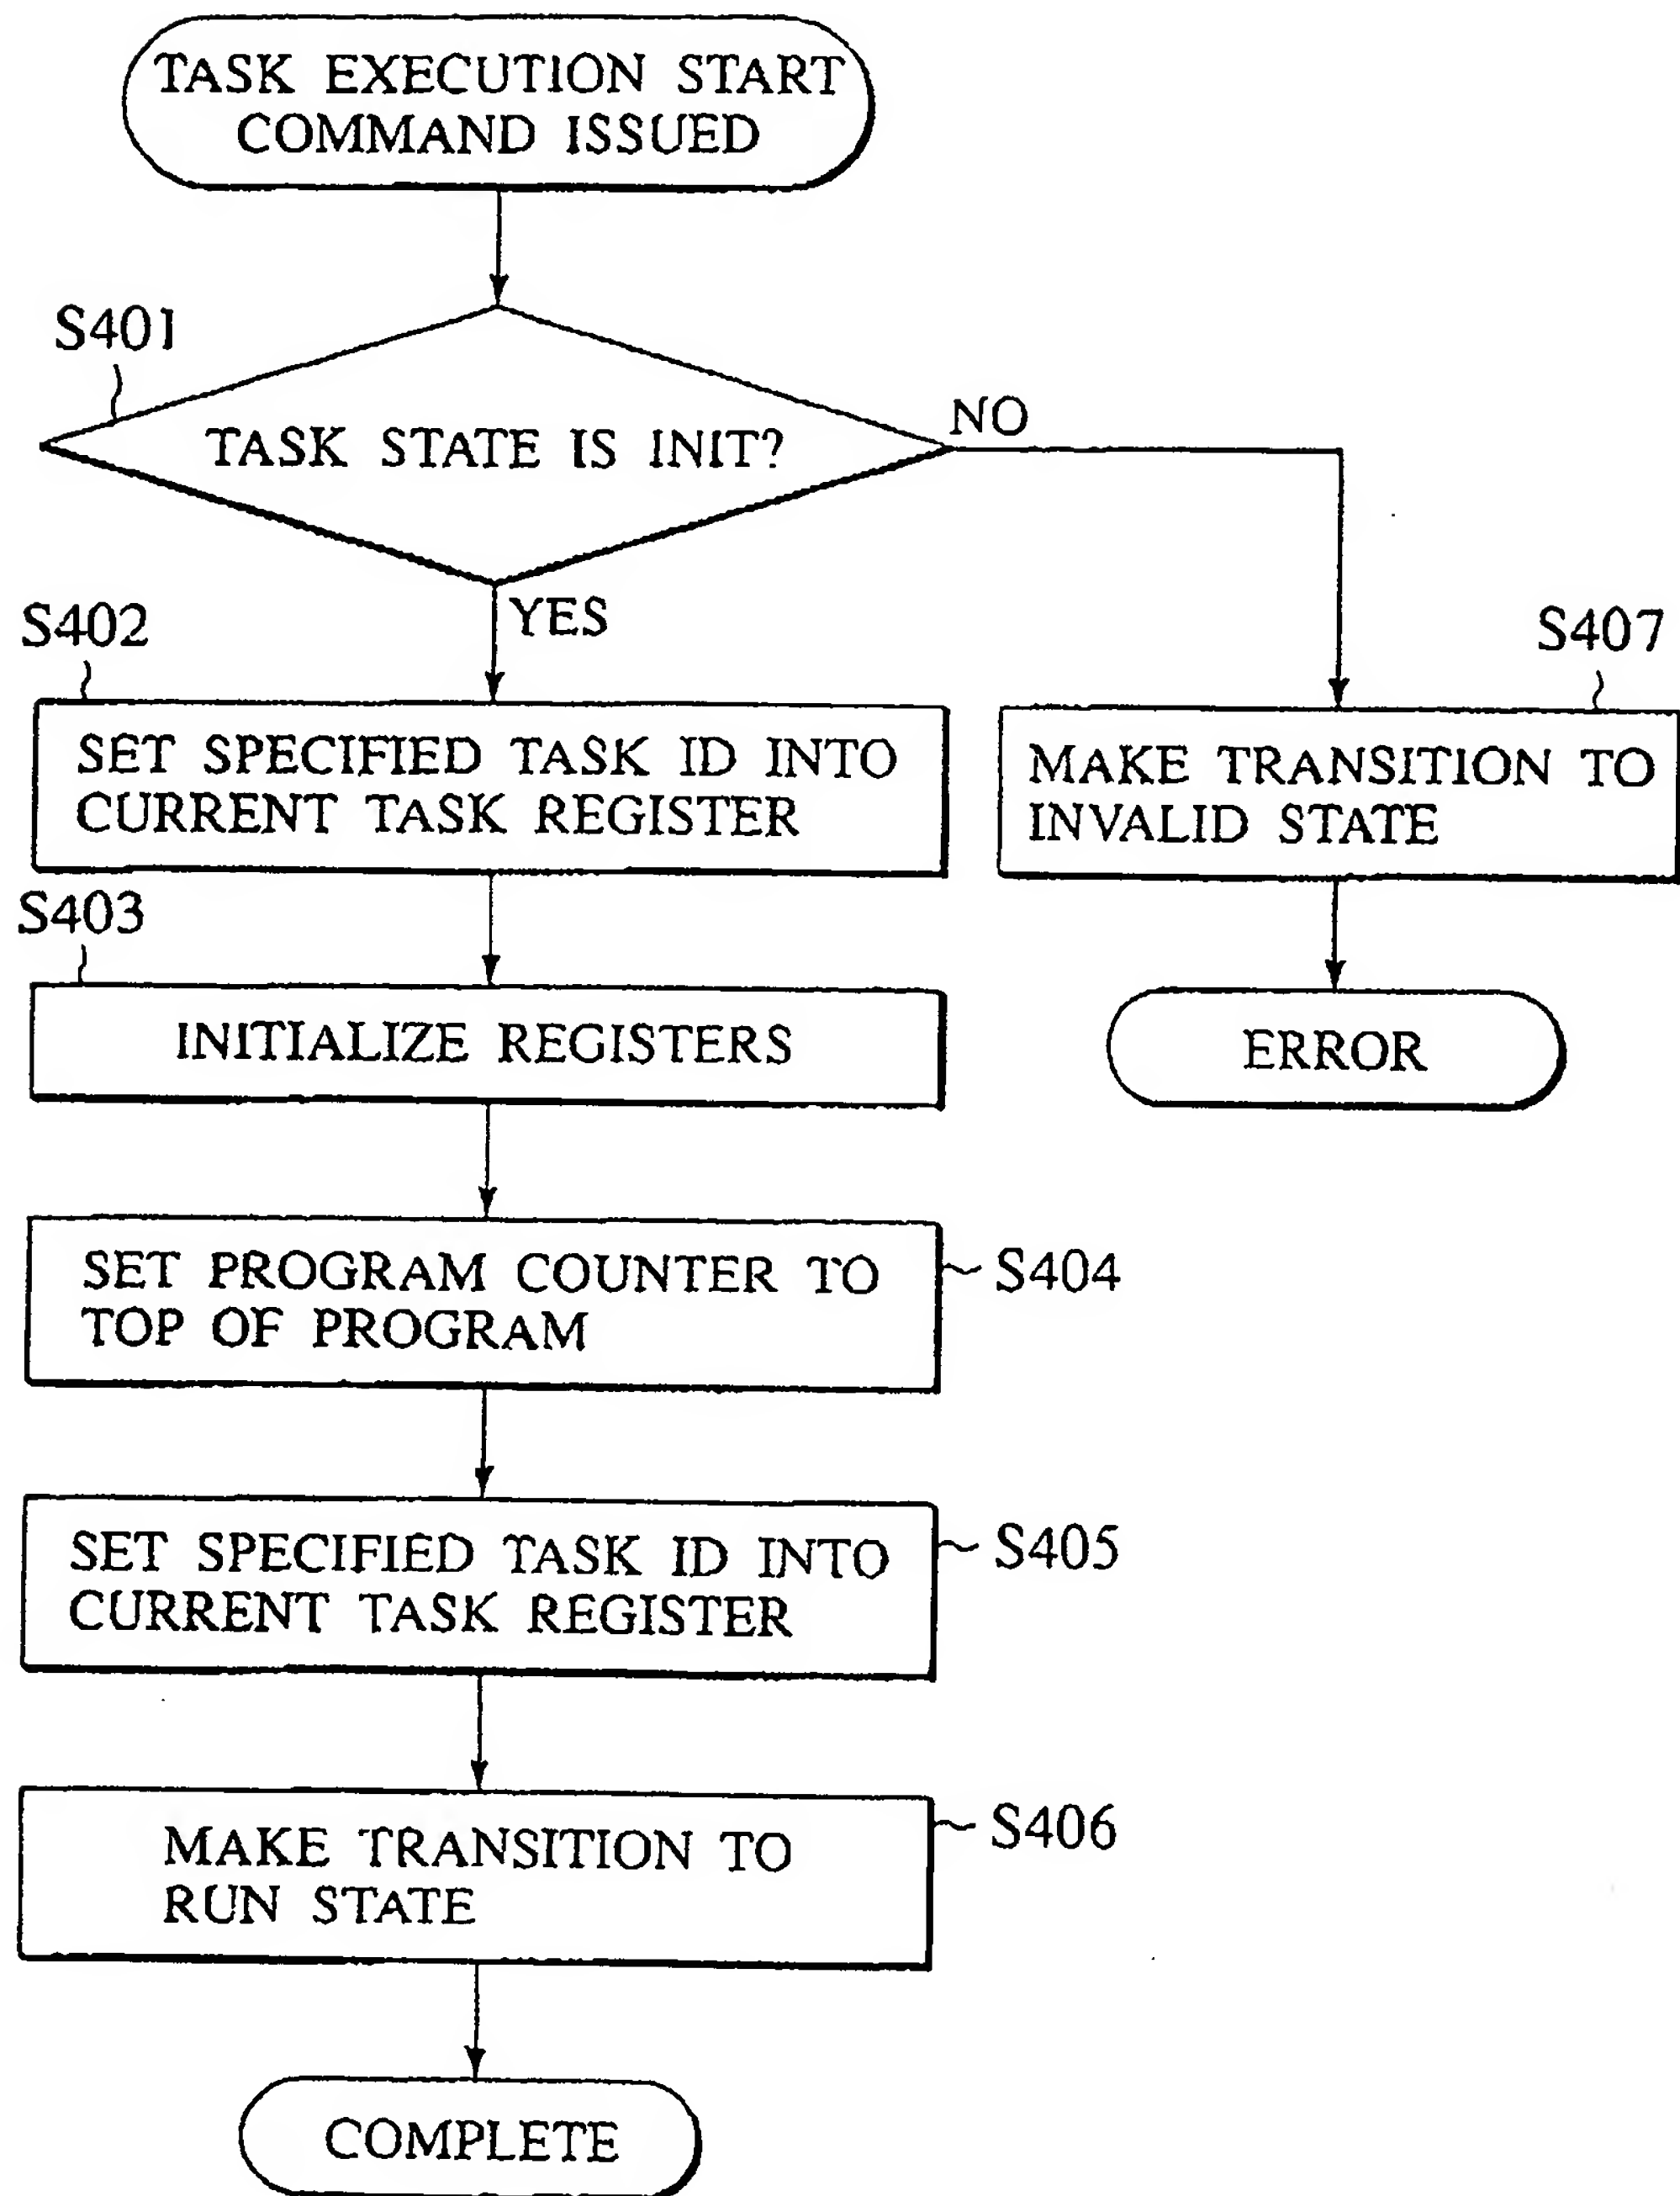 TASK EXECUTION START
COMMAND ISSUED
S401
TASK STATE IS INIT?
NO
YES
S402
SET SPECIFIED TASK ID INTO
CURRENT TASK REGISTER
S407
MAKE TRANSITION TO
INVALID STATE
S403
INITIALIZE REGISTERS
ERROR
SET PROGRAM COUNTER TO
TOP OF PROGRAM
S404
SET SPECIFIED TASK ID INTO
CURRENT TASK REGISTER
S405
MAKE TRANSITION TO
RUN STATE
S406
COMPLETE